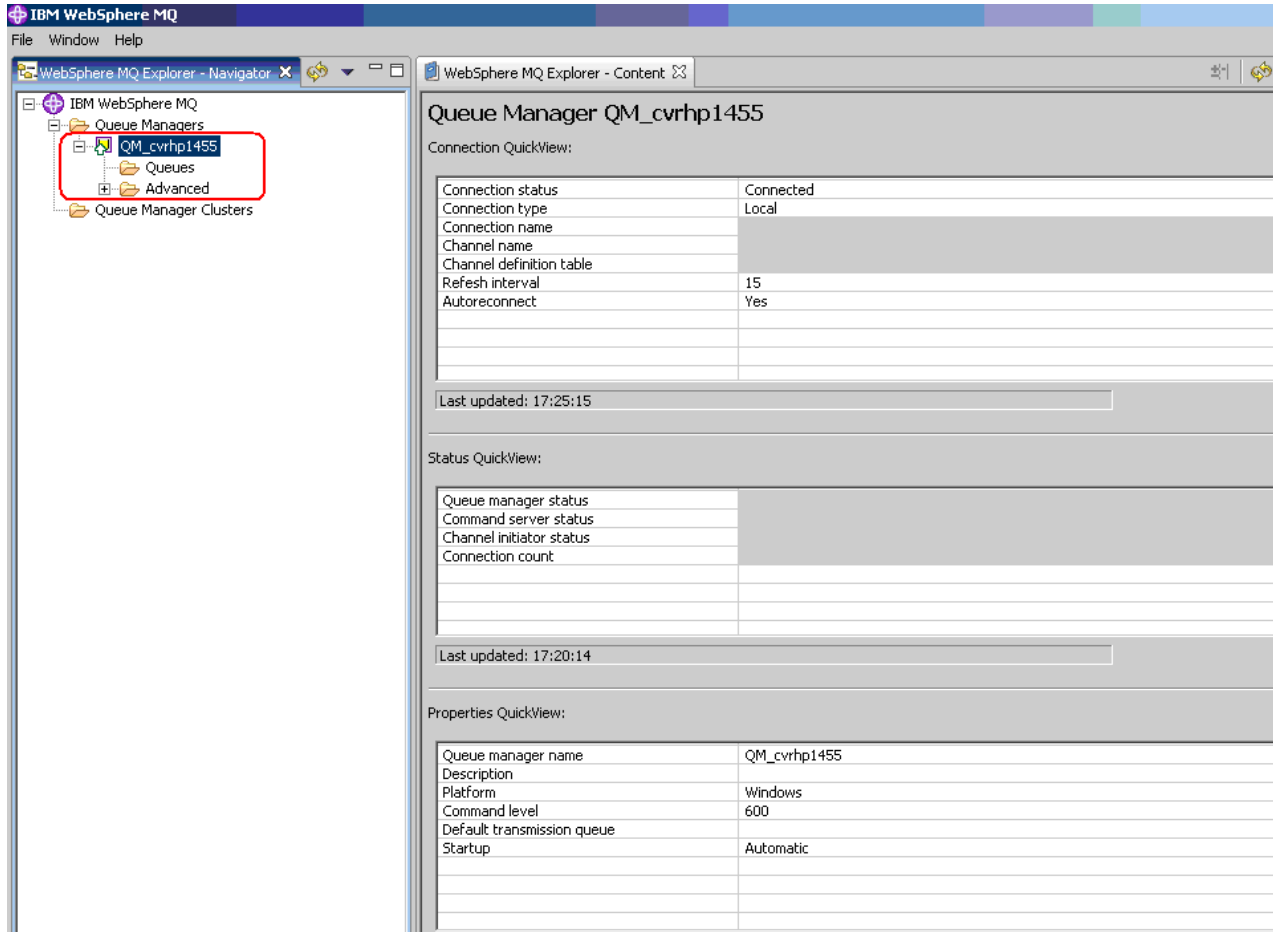 IBM WebSphere MQ
File Window Help
WebSphere MQ Explorer - Navigator
IBM WebSphere MQ
Queue Managers
QM_cvrhp1455
Queues
Advanced
Queue Manager Clusters
WebSphere MQ Explorer - Content
Queue Manager QM_cvrhp1455
Connection QuickView:
Connection status Connected
Connection type Local
Connection name
Channel name
Channel definition table
Refesh interval 15
Autoreconnect Yes
Last updated: 17:25:15
Status QuickView:
Queue manager status
Command server status
Channel initiator status
Connection count
Last updated: 17:20:14
Properties QuickView:
Queue manager name QM_cvrhp1455
Description
Platform Windows
Command level 600
Default transmission queue
Startup Automatic